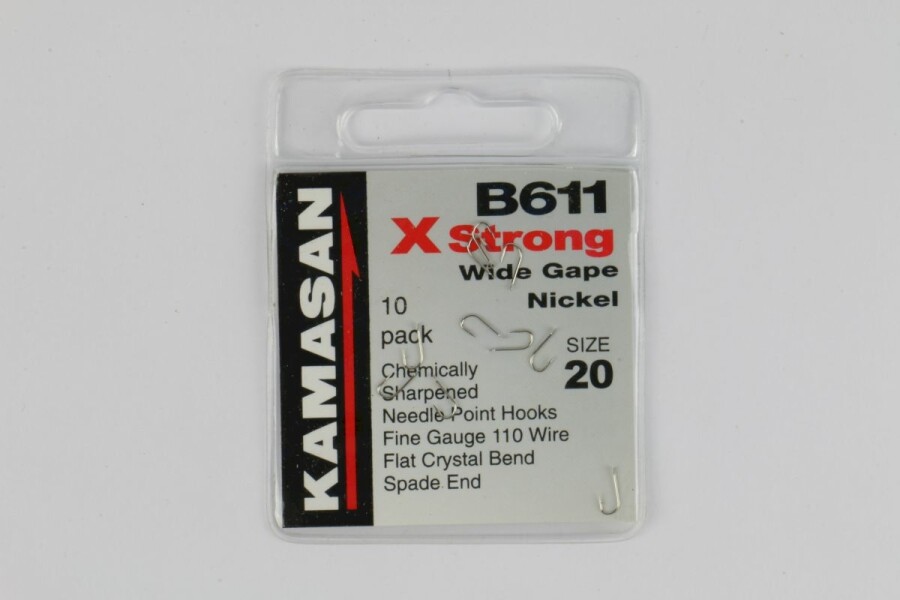 KAMASAN
B611
X Strong
Wide Gape
Nickel
10
pack
SIZE
20
Chemically
Sharpened
Needle Point Hooks
Fine Gauge 110 Wire
Flat Crystal Bend
Spade End